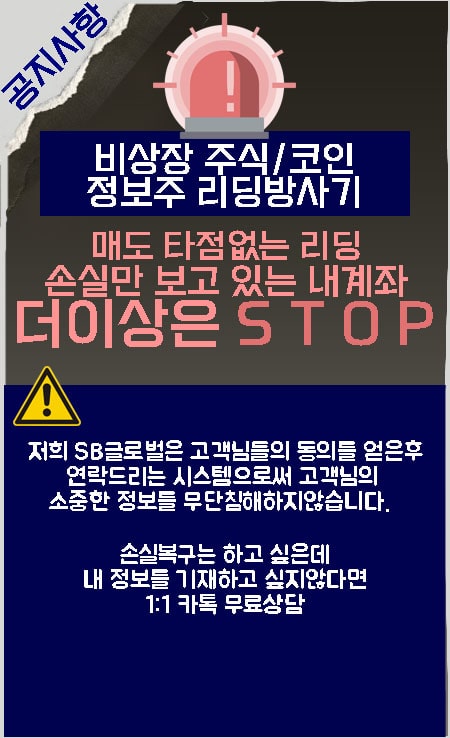 공지사항
비상장 주식/코인
정보주 리딩방사기
매도 타점없는 리딩
손실만 보고 있는 내계좌
더이상은 STOP
저희 SB글로벌은 고객님들의 동의를 얻은후
연락드리는 시스템으로써 고객님의
소중한 정보를 무단침해하지않습니다.
손실복구는 하고 싶은데
내 정보를 기재하고 싶지않다면
1:1 카톡 무료상담